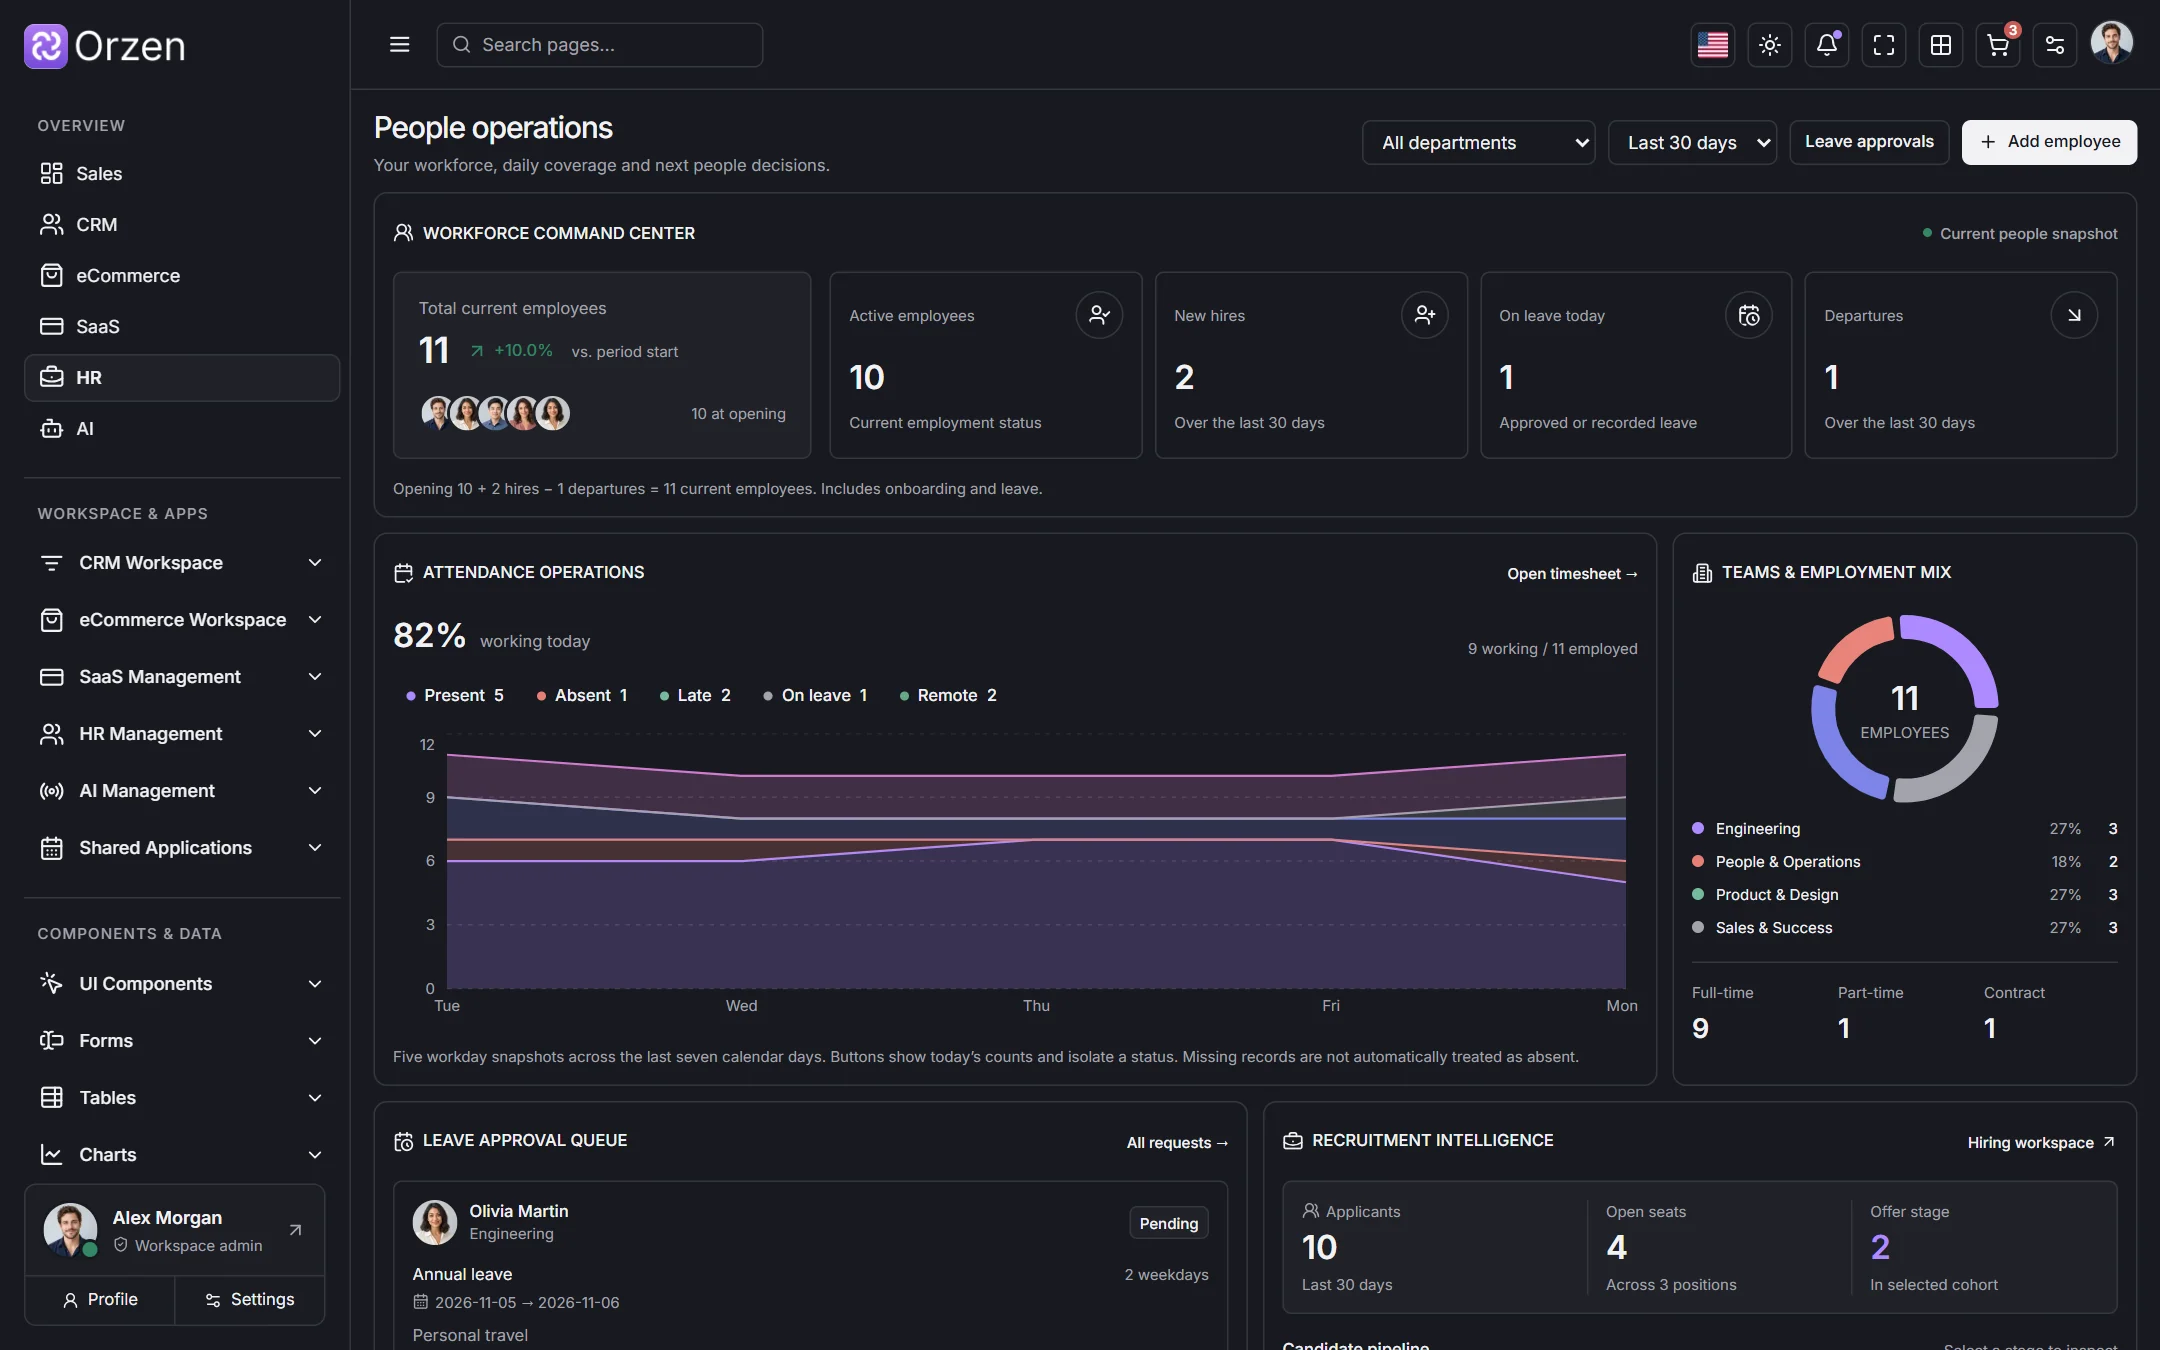 Orzen
Search pages...
3
OVERVIEW
Sales
CRM
eCommerce
SaaS
HR
AI
WORKSPACE & APPS
CRM Workspace
eCommerce Workspace
SaaS Management
HR Management
AI Management
Shared Applications
COMPONENTS & DATA
UI Components
Forms
Tables
Charts
Alex Morgan
Workspace admin
Profile
Settings
People operations
Your workforce, daily coverage and next people decisions.
All departments
Last 30 days
Leave approvals
Add employee
WORKFORCE COMMAND CENTER
Current people snapshot
Total current employees
11 +10.0% vs. period start
10 at opening
Active employees
10
Current employment status
New hires
2
Over the last 30 days
On leave today
1
Approved or recorded leave
Departures
1
Over the last 30 days
Opening 10 + 2 hires − 1 departures = 11 current employees. Includes onboarding and leave.
ATTENDANCE OPERATIONS
Open timesheet →
82% working today
9 working / 11 employed
Present 5 Absent 1 Late 2 On leave 1 Remote 2
12
9
6
3
0
Tue Wed Thu Fri Mon
Five workday snapshots across the last seven calendar days. Buttons show today’s counts and isolate a status. Missing records are not automatically treated as absent.
TEAMS & EMPLOYMENT MIX
11
EMPLOYEES
Engineering 27% 3
People & Operations 18% 2
Product & Design 27% 3
Sales & Success 27% 3
Full-time Part-time Contract
9 1 1
LEAVE APPROVAL QUEUE
All requests →
Olivia Martin
Engineering
Pending
Annual leave
2 weekdays
2026-11-05 → 2026-11-06
Personal travel
RECRUITMENT INTELLIGENCE
Hiring workspace
Applicants
10
Last 30 days
Open seats
4
Across 3 positions
Offer stage
2
In selected cohort
Candidate pipeline
Select a stage to inspect